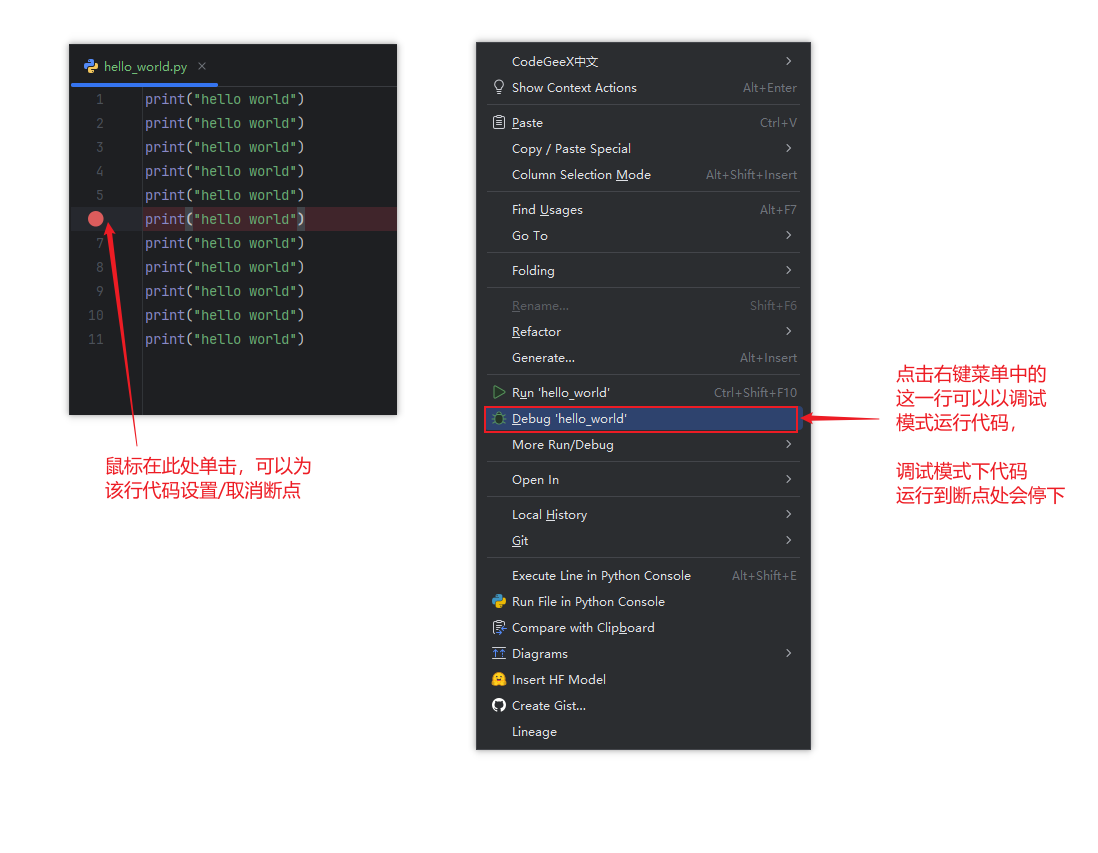 hello_world.py
1 print("hello world")
2 print("hello world")
3 print("hello world")
4 print("hello world")
5 print("hello world")
print("hello world")
7 print("hello world")
8 print("hello world")
9 print("hello world")
10 print("hello world")
11 print("hello world")
鼠标在此处单击，可以为
该行代码设置/取消断点
CodeGeeX中文
Show Context Actions Alt+Enter
Paste Ctrl+V
Copy / Paste Special
Column Selection Mode Alt+Shift+Insert
Find Usages Alt+F7
Go To
Folding
Rename... Shift+F6
Refactor
Generate... Alt+Insert
Run 'hello_world' Ctrl+Shift+F10
Debug 'hello_world'
More Run/Debug
Open In
Local History
Git
Execute Line in Python Console Alt+Shift+E
Run File in Python Console
Compare with Clipboard
Diagrams
Insert HF Model
Create Gist...
Lineage
点击右键菜单中的
这一行可以以调试
模式运行代码，
调试模式下代码
运行到断点处会停下